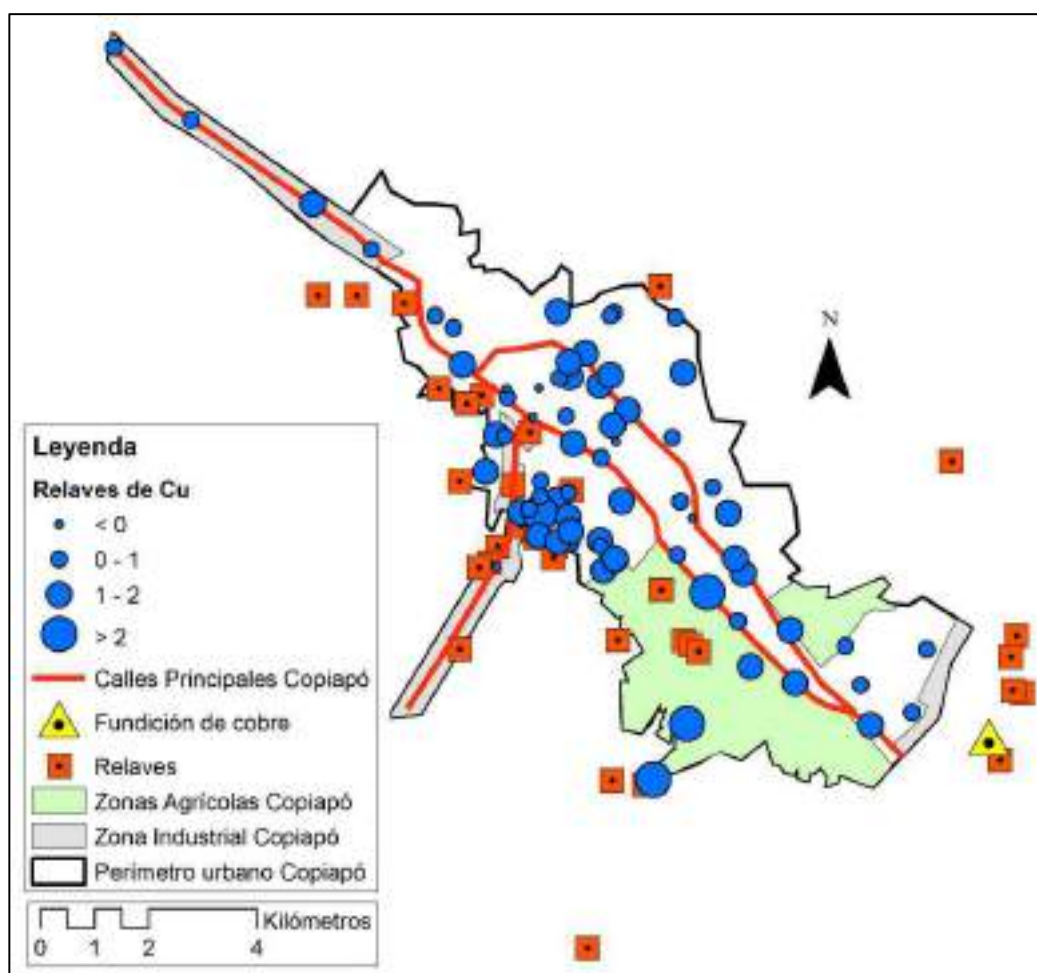 N
Leyenda
Relaves de Cu
< 0
0 - 1
1 - 2
> 2
Calles Principales Copiapó
Fundición de cobre
Relaves
Zonas Agrícolas Copiapó
Zona Industrial Copiapó
Perímetro urbano Copiapó
Kilómetros
0 1 2 4